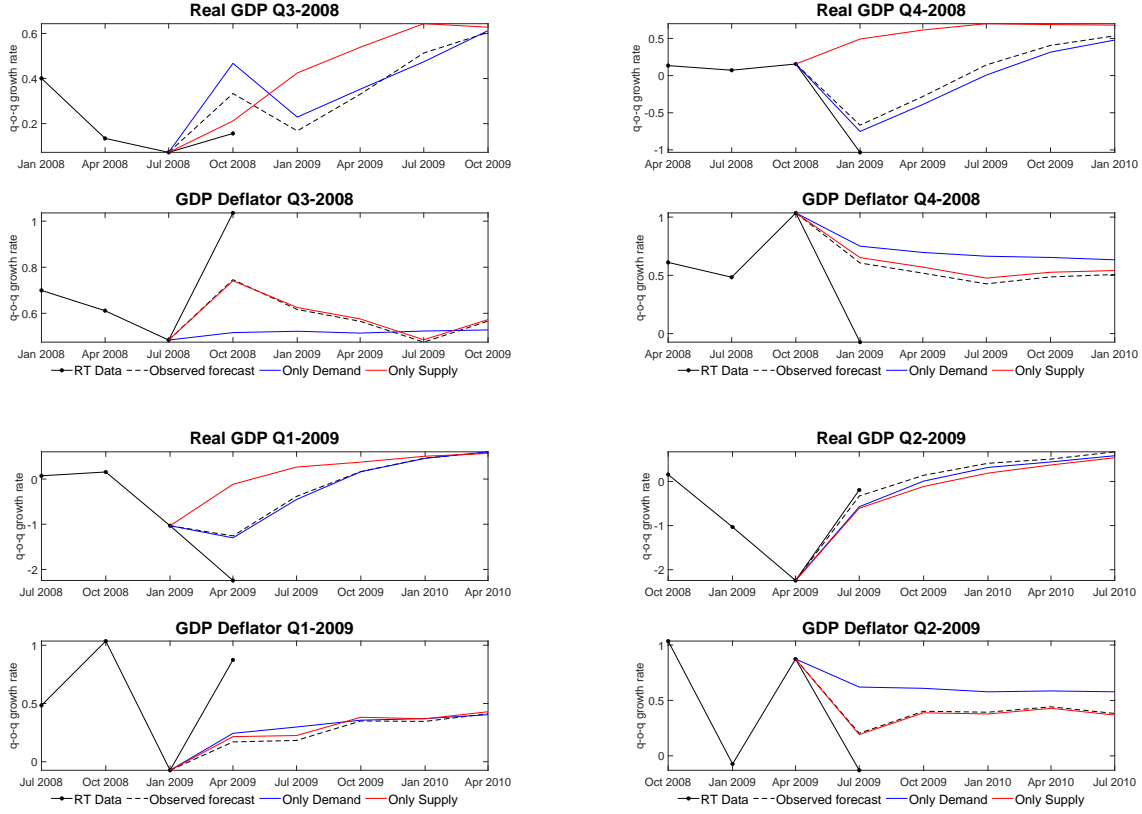 Real GDP Q3-2008
q-o-q growth rate
0.6
0.4
0.2
Jan 2008 Apr 2008 Jul 2008 Oct 2008 Jan 2009 Apr 2009 Jul 2009 Oct 2009
GDP Deflator Q3-2008
q-o-q growth rate
1
0.8
0.6
Jan 2008 Apr 2008 Jul 2008 Oct 2008 Jan 2009 Apr 2009 Jul 2009 Oct 2009
RT Data Observed forecast Only Demand Only Supply
Real GDP Q4-2008
q-o-q growth rate
0.5
0
-0.5
-1
Apr 2008 Jul 2008 Oct 2008 Jan 2009 Apr 2009 Jul 2009 Oct 2009 Jan 2010
GDP Deflator Q4-2008
q-o-q growth rate
1
0.5
0
Apr 2008 Jul 2008 Oct 2008 Jan 2009 Apr 2009 Jul 2009 Oct 2009 Jan 2010
RT Data Observed forecast Only Demand Only Supply
Real GDP Q1-2009
q-o-q growth rate
0
-1
-2
Jul 2008 Oct 2008 Jan 2009 Apr 2009 Jul 2009 Oct 2009 Jan 2010 Apr 2010
GDP Deflator Q1-2009
q-o-q growth rate
1
0.5
0
Jul 2008 Oct 2008 Jan 2009 Apr 2009 Jul 2009 Oct 2009 Jan 2010 Apr 2010
RT Data Observed forecast Only Demand Only Supply
Real GDP Q2-2009
q-o-q growth rate
0
-1
-2
Oct 2008 Jan 2009 Apr 2009 Jul 2009 Oct 2009 Jan 2010 Apr 2010 Jul 2010
GDP Deflator Q2-2009
q-o-q growth rate
1
0.5
0
Oct 2008 Jan 2009 Apr 2009 Jul 2009 Oct 2009 Jan 2010 Apr 2010 Jul 2010
RT Data Observed forecast Only Demand Only Supply